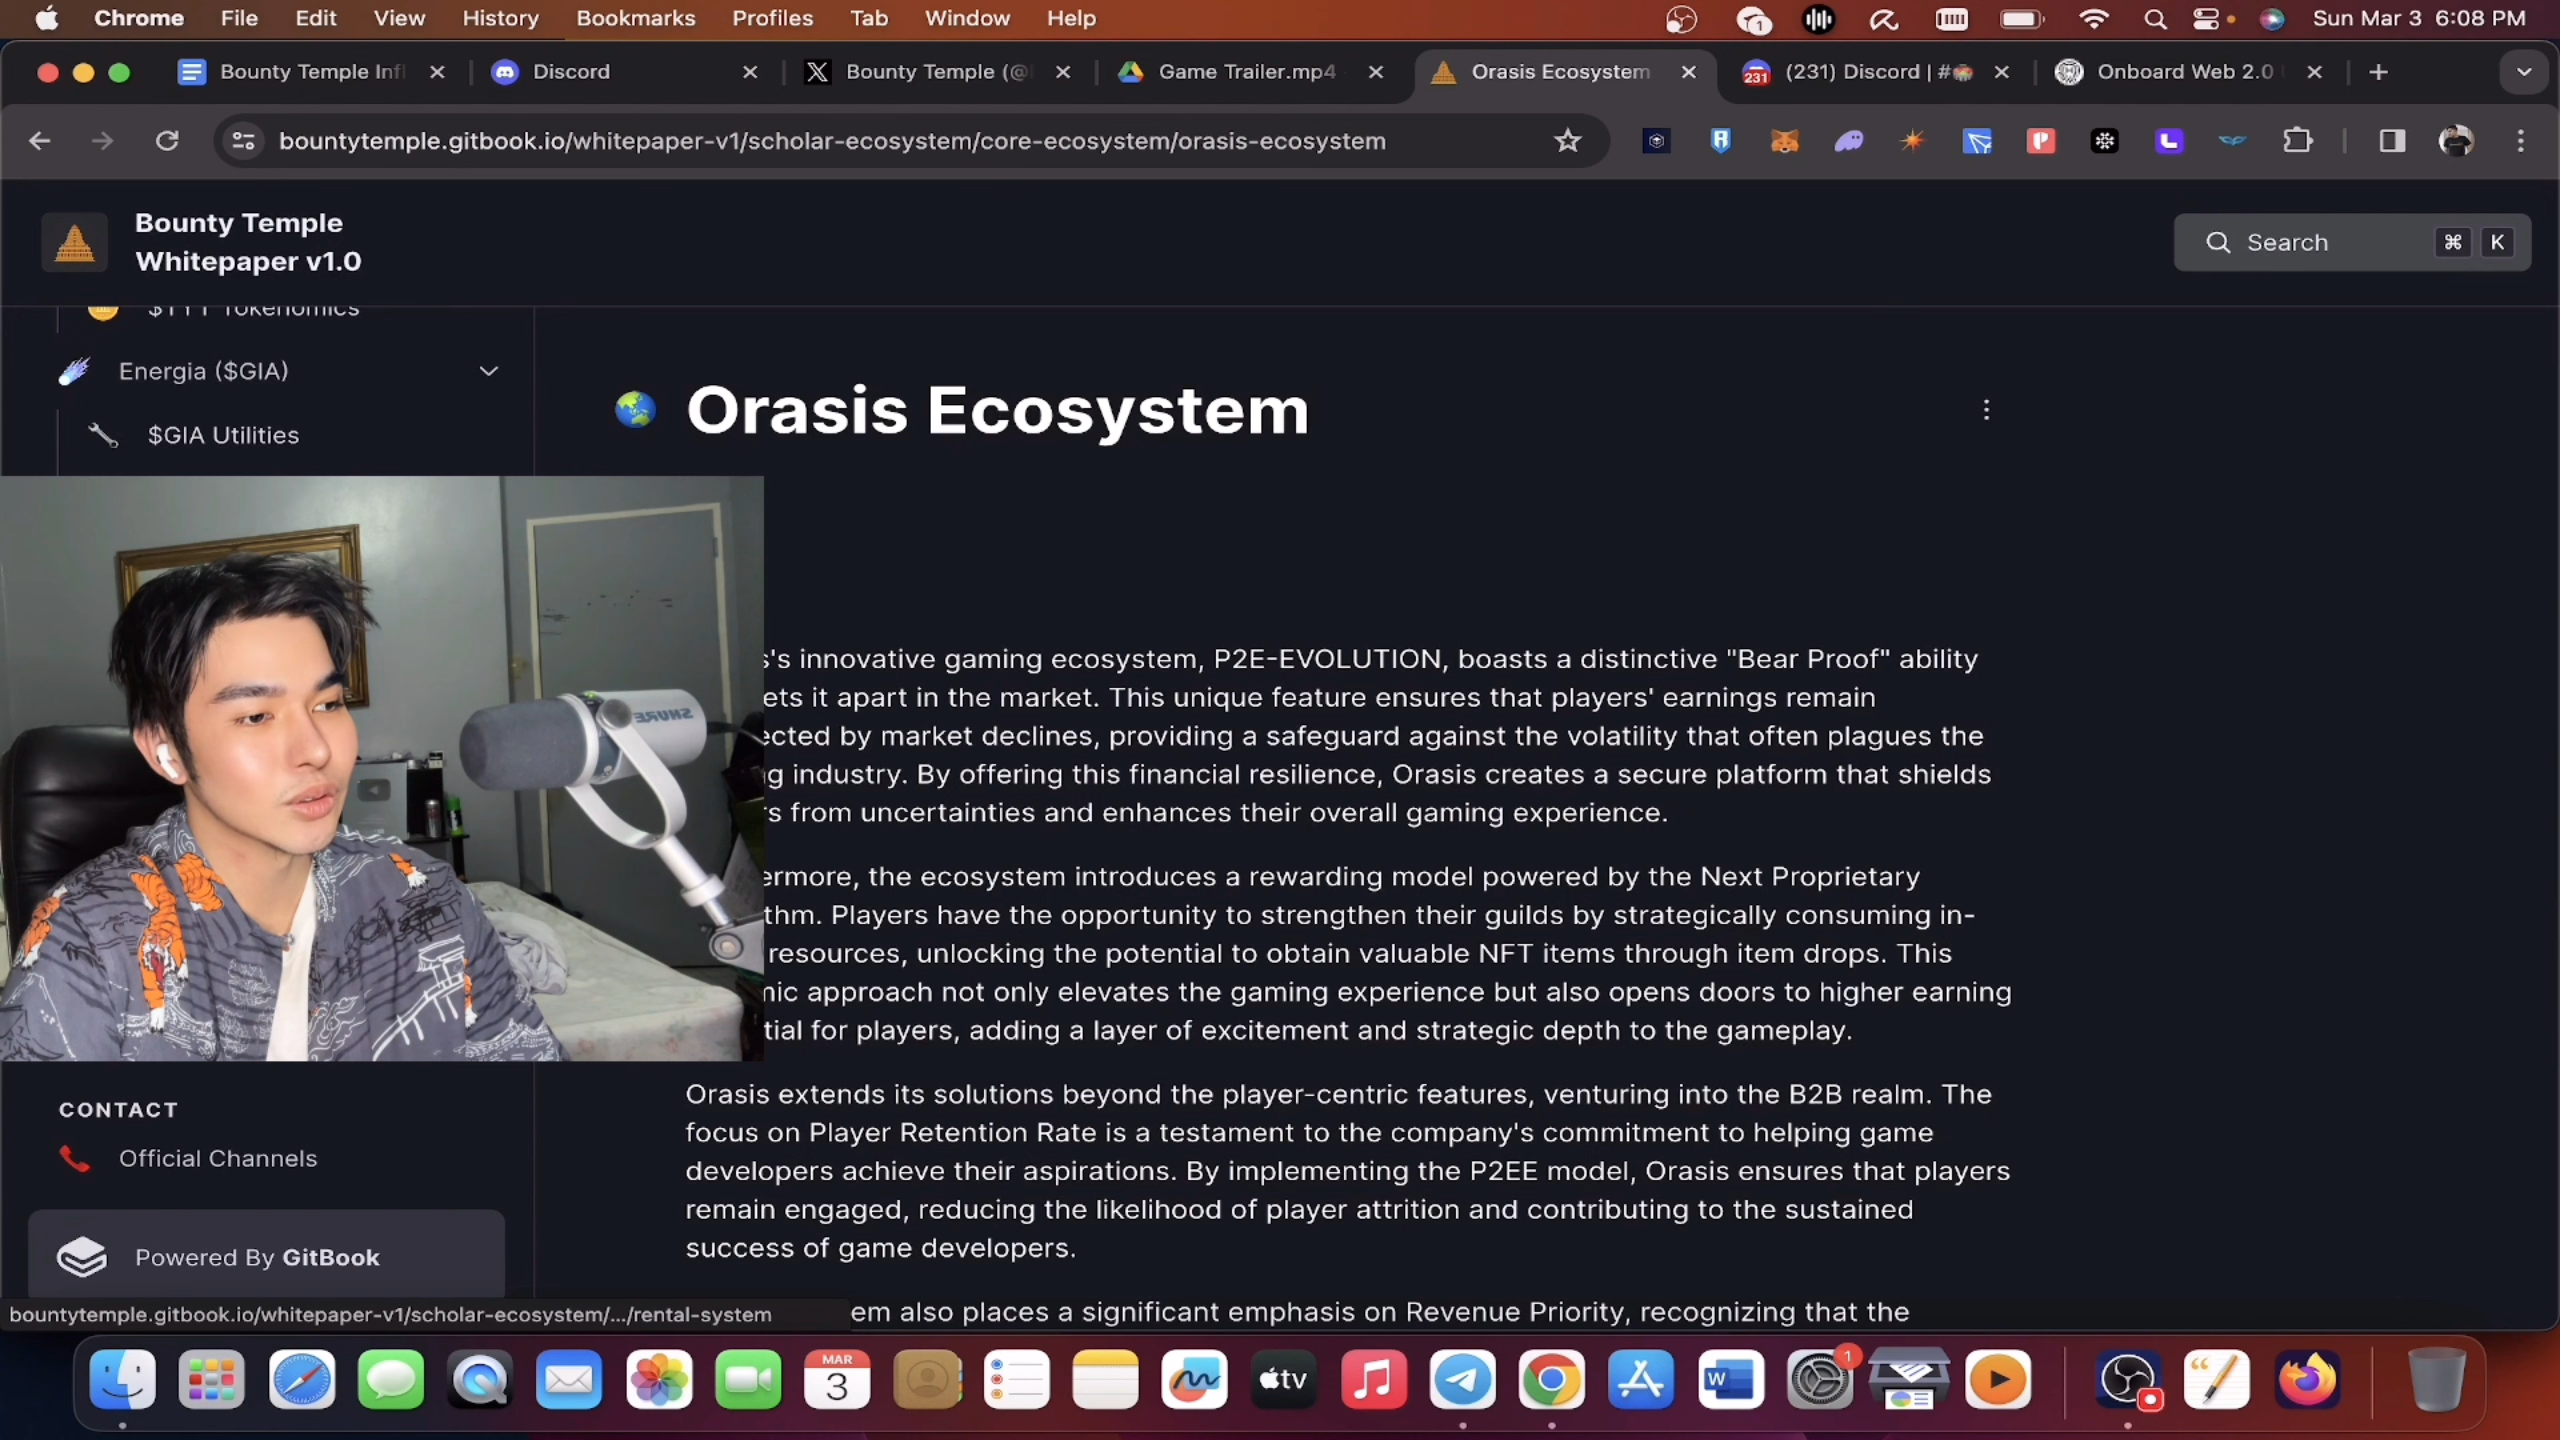 Chrome File Edit View History Bookmarks Profiles Tab Window Help
1
Sun Mar 3 6:08 PM
Bounty Temple Inf
Discord
Bounty Temple (@
Game Trailer.mp4
Orasis Ecosystem
231
(231) Discord | #
Onboard Web 2.0
bountytemple.gitbook.io/whitepaper-v1/scholar-ecosystem/core-ecosystem/orasis-ecosystem
Bounty Temple
Whitepaper v1.0
Search ⌘ K
Tokenomics
Energia ($GIA)
$GIA Utilities
Orasis Ecosystem
SHURE
's innovative gaming ecosystem, P2E-EVOLUTION, boasts a distinctive "Bear Proof" ability
ets it apart in the market. This unique feature ensures that players' earnings remain
ected by market declines, providing a safeguard against the volatility that often plagues the
g industry. By offering this financial resilience, Orasis creates a secure platform that shields
s from uncertainties and enhances their overall gaming experience.
ermore, the ecosystem introduces a rewarding model powered by the Next Proprietary
thm. Players have the opportunity to strengthen their guilds by strategically consuming in-
resources, unlocking the potential to obtain valuable NFT items through item drops. This
mic approach not only elevates the gaming experience but also opens doors to higher earning
tial for players, adding a layer of excitement and strategic depth to the gameplay.
Orasis extends its solutions beyond the player-centric features, venturing into the B2B realm. The
focus on Player Retention Rate is a testament to the company's commitment to helping game
developers achieve their aspirations. By implementing the P2EE model, Orasis ensures that players
remain engaged, reducing the likelihood of player attrition and contributing to the sustained
success of game developers.
em also places a significant emphasis on Revenue Priority, recognizing that the
CONTACT
Official Channels
Powered By GitBook
bountytemple.gitbook.io/whitepaper-v1/scholar-ecosystem/.../rental-system
MAR
3
tv
W
1